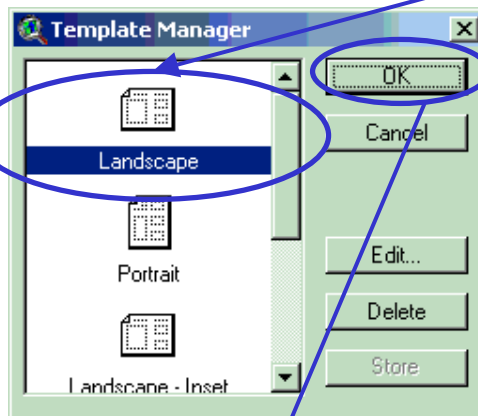 Template Manager
OK
Landscape
Cancel
Portrait
Edit...
Delete
Landscape - Inset
Store